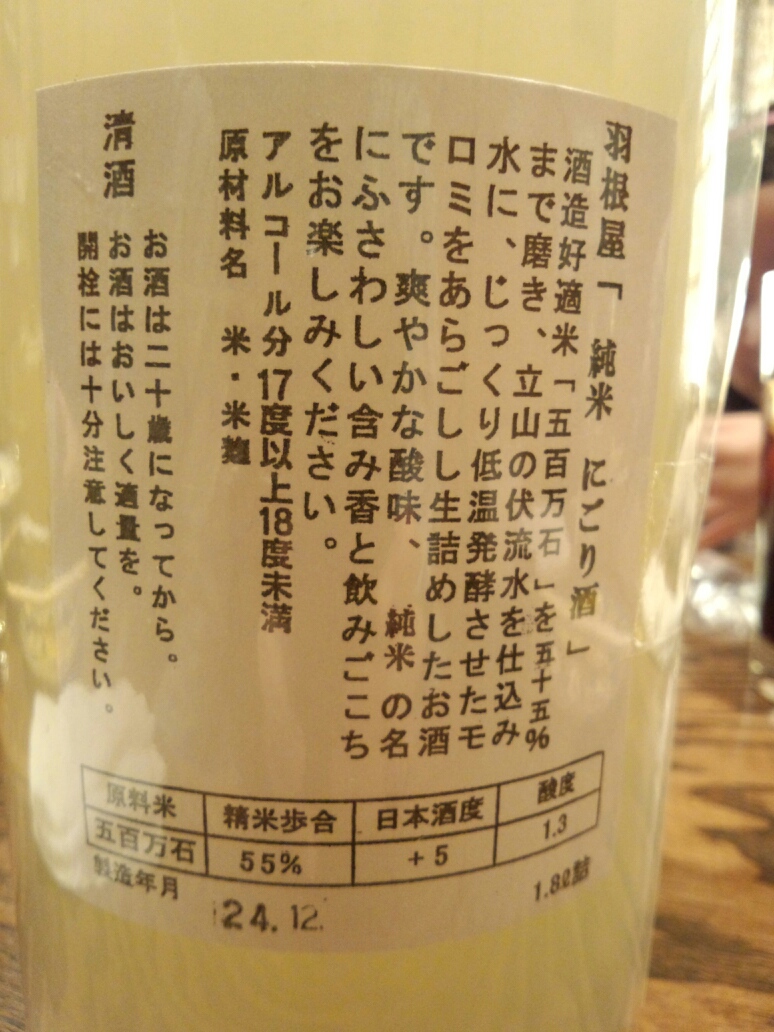 羽根屋「 純米 にごり酒」
酒造好適米「五百万石」を五十五%
まで磨き、立山の伏流水を仕込み
水に、じっくり低温発酵させたモ
ロミをあらごしし生詰めしたお酒
です。爽やかな酸味、 純米 の名
にふさわしい含み香と飲みごこち
をお楽しみください。
アルコール分17度以上18度未満
原材料名 米・米麹
清酒
お酒は二十歳になってから。
お酒はおいしく適量を。
開栓には十分注意してください。
原料米 精米歩合 日本酒度 酸度
五百万石 55% +5 1.3
製造年月 24.12. 1.8ℓ詰